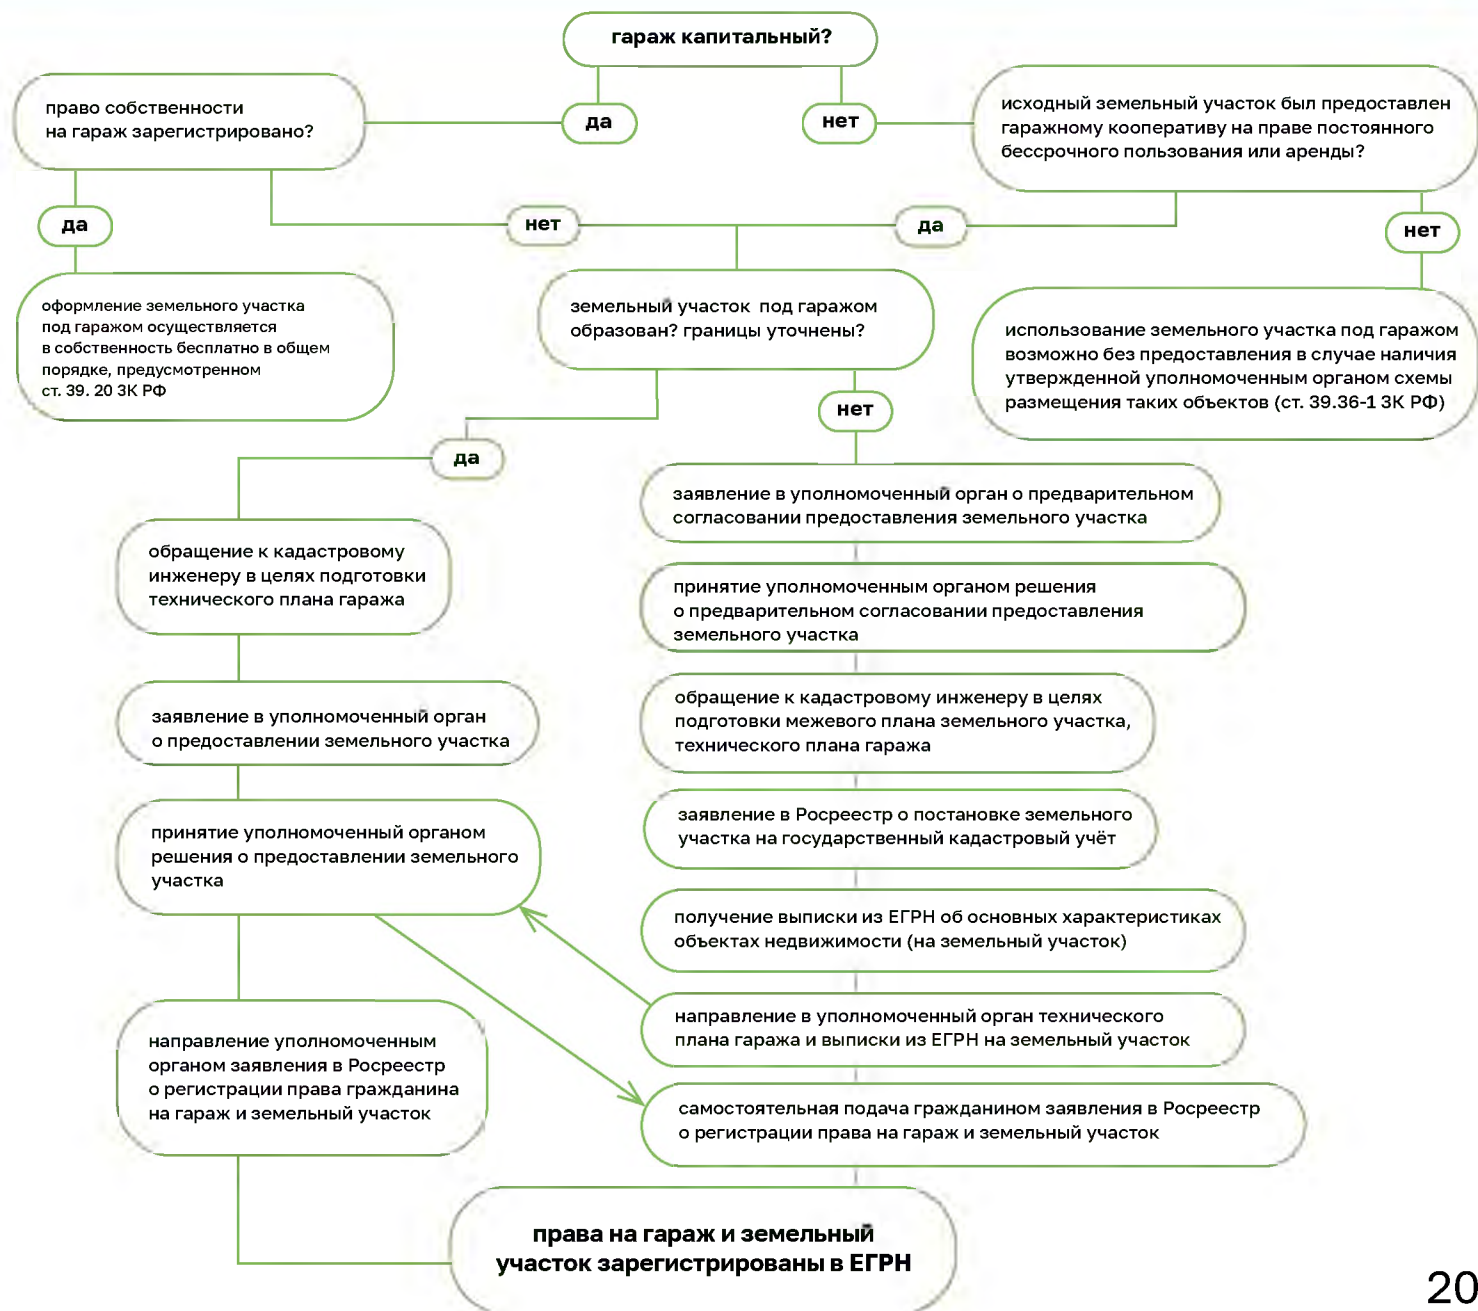 гараж капитальный?
да
нет
право собственности
на гараж зарегистрировано?
исходный земельный участок был предоставлен
гаражному кооперативу на праве постоянного
бессрочного пользования или аренды?
да
нет
да
нет
оформление земельного участка
под гаражом осуществляется
в собственность бесплатно в общем
порядке, предусмотренном
ст. 39. 20 ЗК РФ
земельный участок под гаражом
образован? границы уточнены?
использование земельного участка под гаражом
возможно без предоставления в случае наличия
утвержденной уполномоченным органом схемы
размещения таких объектов (ст. 39.36-1 ЗК РФ)
да
нет
обращение к кадастровому
инженеру в целях подготовки
технического плана гаража
заявление в уполномоченный орган
о предоставлении земельного участка
принятие уполномоченный органом
решения о предоставлении земельного
участка
направление уполномоченным
органом заявления в Росреестр
о регистрации права гражданина
на гараж и земельный участок
заявление в уполномоченный орган о предварительном
согласовании предоставления земельного участка
принятие уполномоченным органом решения
о предварительном согласовании предоставления
земельного участка
обращение к кадастровому инженеру в целях
подготовки межевого плана земельного участка,
технического плана гаража
заявление в Росреестр о постановке земельного
участка на государственный кадастровый учёт
получение выписки из ЕГРН об основных характеристиках
объектах недвижимости (на земельный участок)
направление в уполномоченный орган технического
плана гаража и выписки из ЕГРН на земельный участок
самостоятельная подача гражданином заявления в Росреестр
о регистрации права на гараж и земельный участок
права на гараж и земельный
участок зарегистрированы в ЕГРН
20